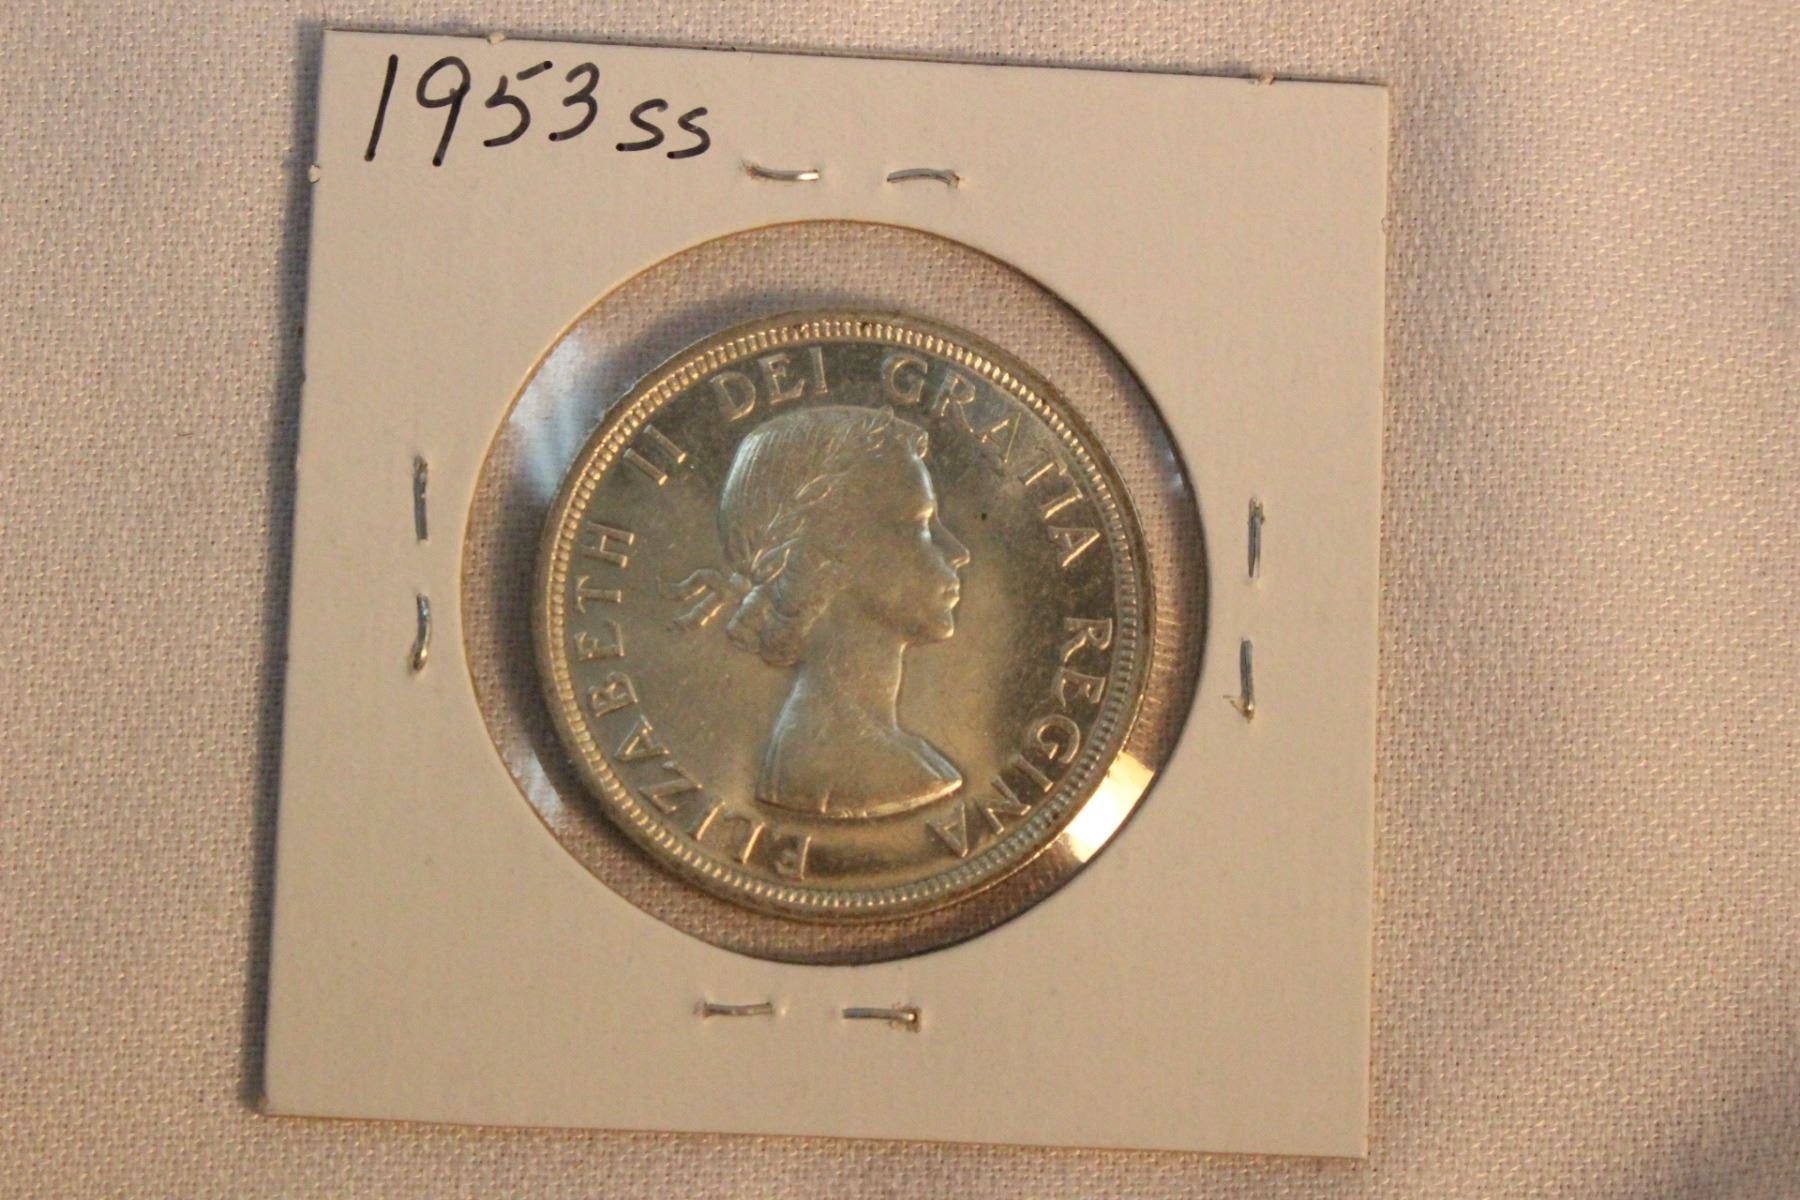 1953 ss
ELIZABETH II DEI GRATIA REGINA